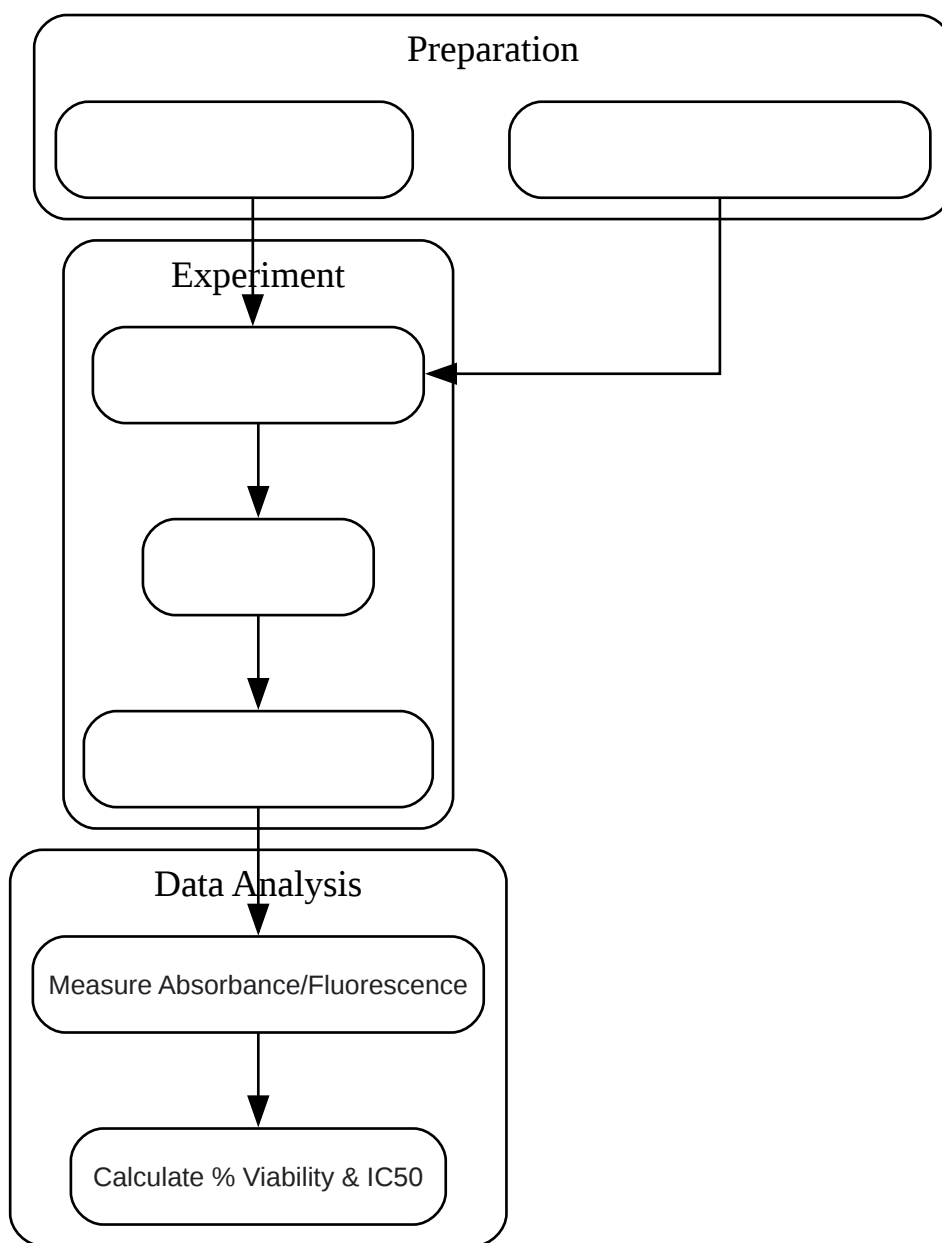 Preparation
Experiment
Data Analysis
Measure Absorbance/Fluorescence
Calculate % Viability & IC50